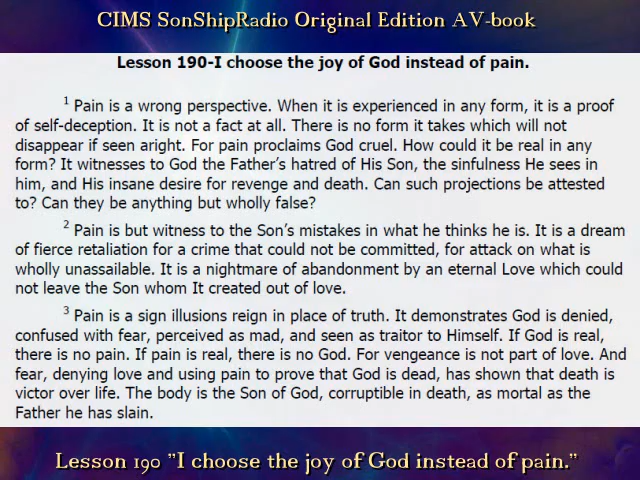 CIMS SonShipRadio Original Edition AV-book
Lesson 190-I choose the joy of God instead of pain.
1 Pain is a wrong perspective. When it is experienced in any form, it is a proof
of self-deception. It is not a fact at all. There is no form it takes which will not
disappear if seen aright. For pain proclaims God cruel. How could it be real in any
form? It witnesses to God the Father's hatred of His Son, the sinfulness He sees in
him, and His insane desire for revenge and death. Can such projections be attested
to? Can they be anything but wholly false?
2 Pain is but witness to the Son's mistakes in what he thinks he is. It is a dream
of fierce retaliation for a crime that could not be committed, for attack on what is
wholly unassailable. It is a nightmare of abandonment by an eternal Love which could
not leave the Son whom It created out of love.
3 Pain is a sign illusions reign in place of truth. It demonstrates God is denied,
confused with fear, perceived as mad, and seen as traitor to Himself. If God is real,
there is no pain. If pain is real, there is no God. For vengeance is not part of love. And
fear, denying love and using pain to prove that God is dead, has shown that death is
victor over life. The body is the Son of God, corruptible in death, as mortal as the
Father he has slain.
Lesson 190 "I choose the joy of God instead of pain."